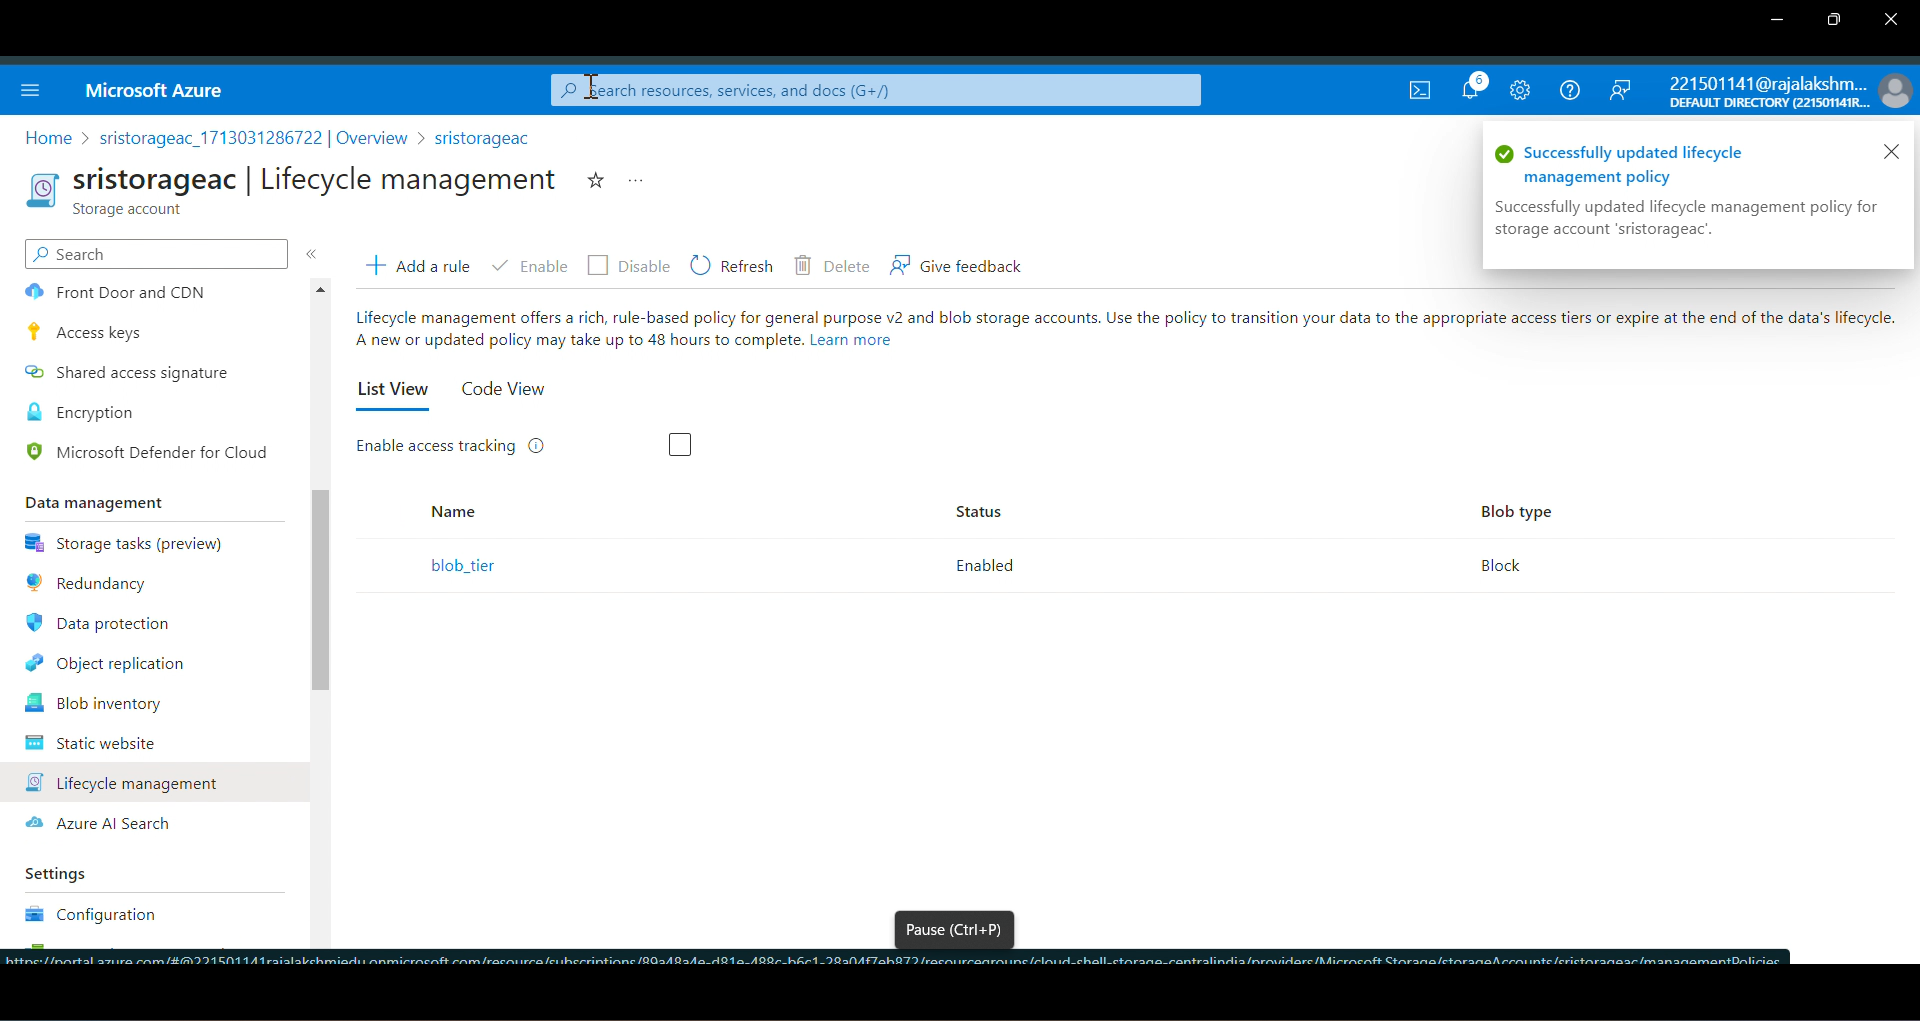 Microsoft Azure
Search resources, services, and docs (G+/)
6
221501141@rajalakshm...
DEFAULT DIRECTORY (221501141R...
Home > sristorageac_1713031286722 | Overview > sristorageac
sristorageac | Lifecycle management
Storage account
Successfully updated lifecycle
management policy
Successfully updated lifecycle management policy for
storage account 'sristorageac'.
Search
Front Door and CDN
Access keys
Shared access signature
Encryption
Microsoft Defender for Cloud
Data management
Storage tasks (preview)
Redundancy
Data protection
Object replication
Blob inventory
Static website
Lifecycle management
Azure AI Search
Settings
Configuration
Add a rule Enable Disable Refresh Delete Give feedback
Lifecycle management offers a rich, rule-based policy for general purpose v2 and blob storage accounts. Use the policy to transition your data to the appropriate access tiers or expire at the end of the data's lifecycle.
A new or updated policy may take up to 48 hours to complete. Learn more
List View Code View
Enable access tracking
Name Status Blob type
blob_tier Enabled Block
Pause (Ctrl+P)
https://portal.azure.com/#@221501141rajalakshmiedu.onmicrosoft.com/resource/subscriptions/89a48a4e-d81e-488c-b6c1-28a04f7eb872/resourcegroups/cloud-shell-storage-centralindia/providers/Microsoft.Storage/storageAccounts/sristorageac/managementPolicies